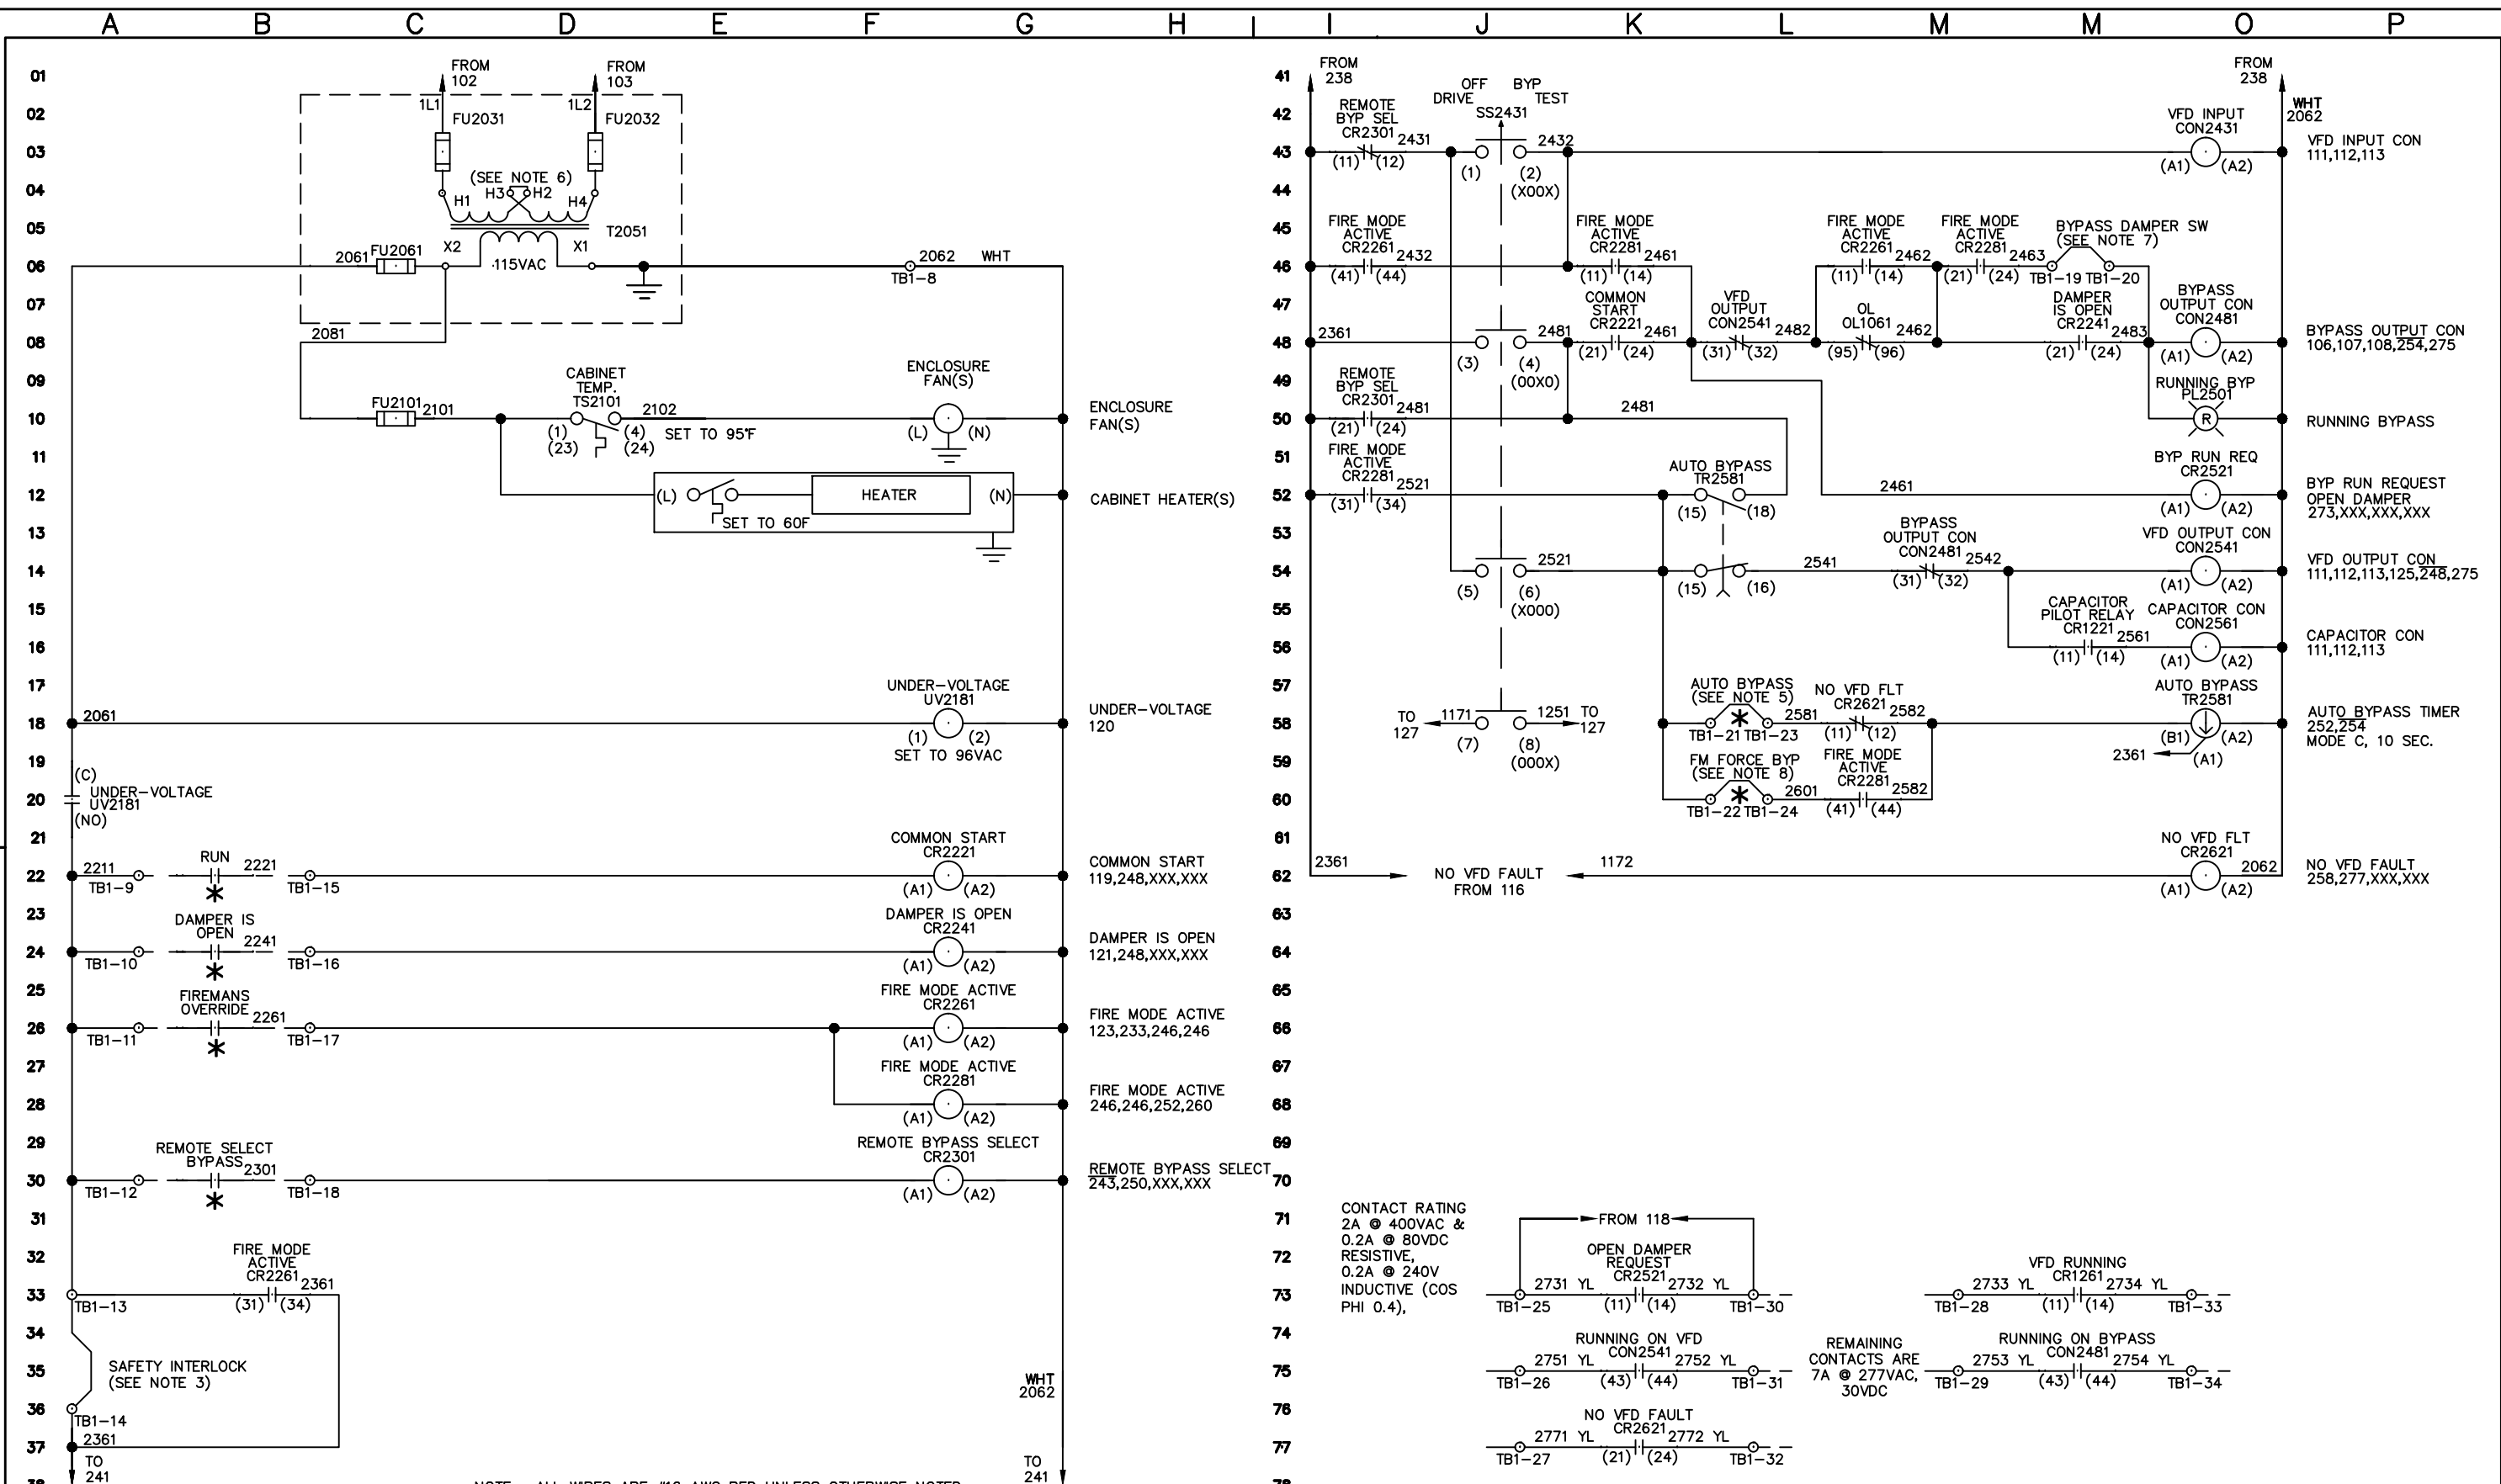 A B C D E F G H I J K L M M O P
01
FROM
102
FROM
103
1L1
1L2
02
FU2031
FU2032
03
04
(SEE NOTE 6)
H1 H3 H2 H4
05
T2051
X2 X1
06
2061 FU2061
115VAC
2062 WHT
TB1-8
07
2081
08
09
CABINET
TEMP.
TS2101
ENCLOSURE
FAN(S)
10
FU2101 2101
2102
(1) (4)
(23) (24)
SET TO 95°F
(L) (N)
ENCLOSURE
FAN(S)
11
12
(L) HEATER (N)
SET TO 60F
CABINET HEATER(S)
13
14
15
16
17
UNDER-VOLTAGE
UV2181
18
2061
(1) (2)
SET TO 96VAC
UNDER-VOLTAGE
120
19
(C)
20
UNDER-VOLTAGE
UV2181
(NO)
21
COMMON START
CR2221
22
2211 RUN 2221
TB1-9 * TB1-15
(A1) (A2)
COMMON START
119,248,XXX,XXX
23
DAMPER IS
OPEN
DAMPER IS OPEN
CR2241
24
2241
TB1-10 * TB1-16
(A1) (A2)
DAMPER IS OPEN
121,248,XXX,XXX
25
FIREMANS
OVERRIDE
FIRE MODE ACTIVE
CR2261
26
2261
TB1-11 * TB1-17
(A1) (A2)
FIRE MODE ACTIVE
123,233,246,246
27
FIRE MODE ACTIVE
CR2281
28
(A1) (A2)
FIRE MODE ACTIVE
246,246,252,260
29
REMOTE SELECT
BYPASS
REMOTE BYPASS SELECT
CR2301
30
2301
TB1-12 * TB1-18
(A1) (A2)
REMOTE BYPASS SELECT
243,250,XXX,XXX
31
32
FIRE MODE
ACTIVE
CR2261
2361
33
TB1-13
(31) (34)
34
35
SAFETY INTERLOCK
(SEE NOTE 3)
WHT
2062
36
TB1-14
37
2361
TO
241
TO
241
41
FROM
238
OFF BYP
DRIVE TEST
SS2431
FROM
238
42
REMOTE
BYP SEL
CR2301
VFD INPUT
CON2431
WHT
2062
43
2431
2432
(11) (12)
(1) (2)
(X00X)
(A1) (A2)
VFD INPUT CON
111,112,113
44
45
FIRE MODE
ACTIVE
CR2261
FIRE MODE
ACTIVE
CR2281
FIRE MODE
ACTIVE
CR2261
FIRE MODE
ACTIVE
CR2281
BYPASS DAMPER SW
(SEE NOTE 7)
46
2432
2461
2462
2463
(41) (44)
(11) (14)
(11) (14)
(21) (24)
TB1-19 TB1-20
47
COMMON
START
CR2221
VFD
OUTPUT
CON2541
OL
OL1061
DAMPER
IS OPEN
CR2241
BYPASS
OUTPUT CON
CON2481
48
2361
2481
2461
2482
2462
2483
(3) (4)
(00X0)
(21) (24)
(31) (32)
(95) (96)
(21) (24)
(A1) (A2)
BYPASS OUTPUT CON
106,107,108,254,275
49
REMOTE
BYP SEL
CR2301
RUNNING BYP
PL2501
50
2481
2481
(21) (24)
R
RUNNING BYPASS
51
FIRE MODE
ACTIVE
CR2281
AUTO BYPASS
TR2581
BYP RUN REQ
CR2521
52
2521
2461
(31) (34)
(15) (18)
(A1) (A2)
BYP RUN REQUEST
OPEN DAMPER
273,XXX,XXX,XXX
53
BYPASS
OUTPUT CON
CON2481
VFD OUTPUT CON
CON2541
54
2521
2541
2542
(5) (6)
(X000)
(15) (16)
(31) (32)
(A1) (A2)
VFD OUTPUT CON
111,112,113,125,248,275
55
CAPACITOR
PILOT RELAY
CR1221
CAPACITOR CON
CON2561
56
2561
(11) (14)
(A1) (A2)
CAPACITOR CON
111,112,113
57
AUTO BYPASS
(SEE NOTE 5)
NO VFD FLT
CR2621
AUTO BYPASS
TR2581
58
TO
127
1171
1251
TO
127
(7) (8)
(000X)
*
2581
2582
TB1-21 TB1-23
(11) (12)
(B1) (A2)
(A1)
2361
AUTO BYPASS TIMER
252,254
MODE C, 10 SEC.
59
FM FORCE BYP
(SEE NOTE 8)
FIRE MODE
ACTIVE
CR2281
60
*
2601
2582
TB1-22 TB1-24
(41) (44)
61
NO VFD FLT
CR2621
62
2361
NO VFD FAULT
FROM 116
1172
2062
(A1) (A2)
NO VFD FAULT
258,277,XXX,XXX
63
64
65
66
67
68
69
70
71
CONTACT RATING
2A @ 400VAC &
0.2A @ 80VDC
RESISTIVE,
0.2A @ 240V
INDUCTIVE (COS
PHI 0.4),
FROM 118
72
OPEN DAMPER
REQUEST
CR2521
VFD RUNNING
CR1261
73
2731 YL 2732 YL
TB1-25 (11) (14) TB1-30
2733 YL 2734 YL
TB1-28 (11) (14) TB1-33
74
RUNNING ON VFD
CON2541
REMAINING
CONTACTS ARE
7A @ 277VAC,
30VDC
RUNNING ON BYPASS
CON2481
75
2751 YL 2752 YL
TB1-26 (43) (44) TB1-31
2753 YL 2754 YL
TB1-29 (43) (44) TB1-34
76
NO VFD FAULT
CR2621
77
2771 YL 2772 YL
TB1-27 (21) (24) TB1-32